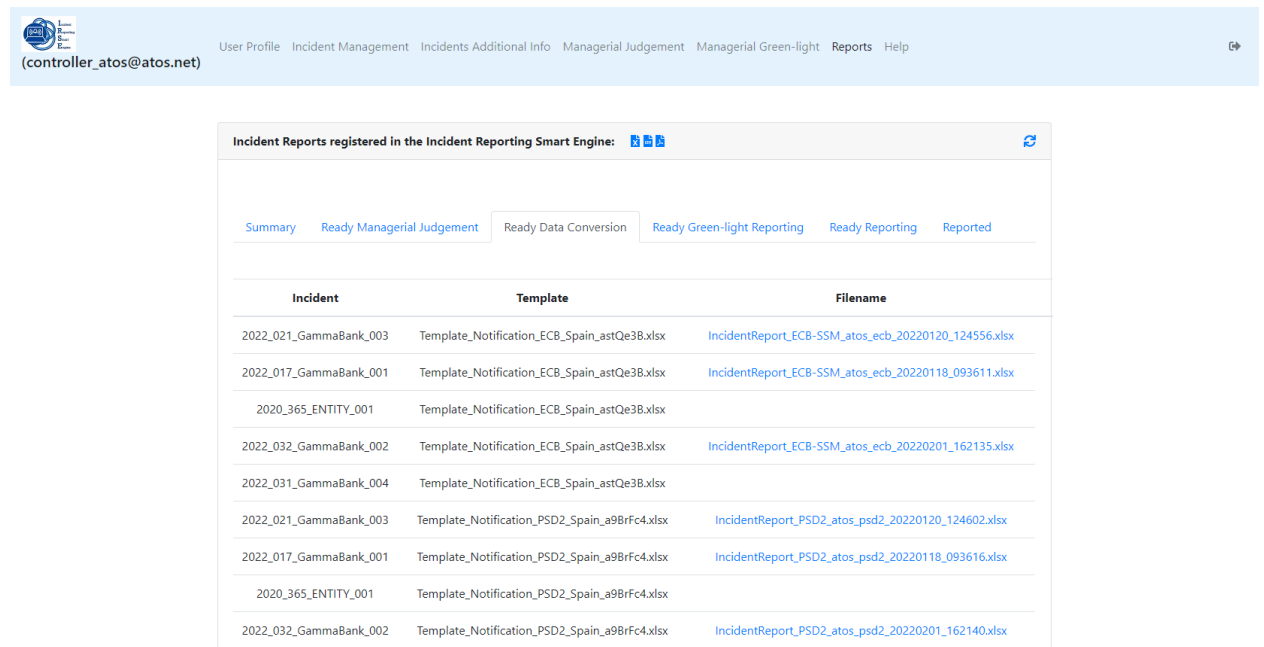 Incident
Reporting
Smart
Engine
(controller_atos@atos.net)
User Profile Incident Management Incidents Additional Info Managerial Judgement Managerial Green-light Reports Help
Incident Reports registered in the Incident Reporting Smart Engine:
Summary Ready Managerial Judgement Ready Data Conversion Ready Green-light Reporting Ready Reporting Reported
Incident Template Filename
2022_021_GammaBank_003 Template_Notification_ECB_Spain_astQe3B.xlsx IncidentReport_ECB-SSM_atos_ecb_20220120_124556.xlsx
2022_017_GammaBank_001 Template_Notification_ECB_Spain_astQe3B.xlsx IncidentReport_ECB-SSM_atos_ecb_20220118_093611.xlsx
2020_365_ENTITY_001 Template_Notification_ECB_Spain_astQe3B.xlsx
2022_032_GammaBank_002 Template_Notification_ECB_Spain_astQe3B.xlsx IncidentReport_ECB-SSM_atos_ecb_20220201_162135.xlsx
2022_031_GammaBank_004 Template_Notification_ECB_Spain_astQe3B.xlsx
2022_021_GammaBank_003 Template_Notification_PSD2_Spain_a9BrFc4.xlsx IncidentReport_PSD2_atos_psd2_20220120_124602.xlsx
2022_017_GammaBank_001 Template_Notification_PSD2_Spain_a9BrFc4.xlsx IncidentReport_PSD2_atos_psd2_20220118_093616.xlsx
2020_365_ENTITY_001 Template_Notification_PSD2_Spain_a9BrFc4.xlsx
2022_032_GammaBank_002 Template_Notification_PSD2_Spain_a9BrFc4.xlsx IncidentReport_PSD2_atos_psd2_20220201_162140.xlsx